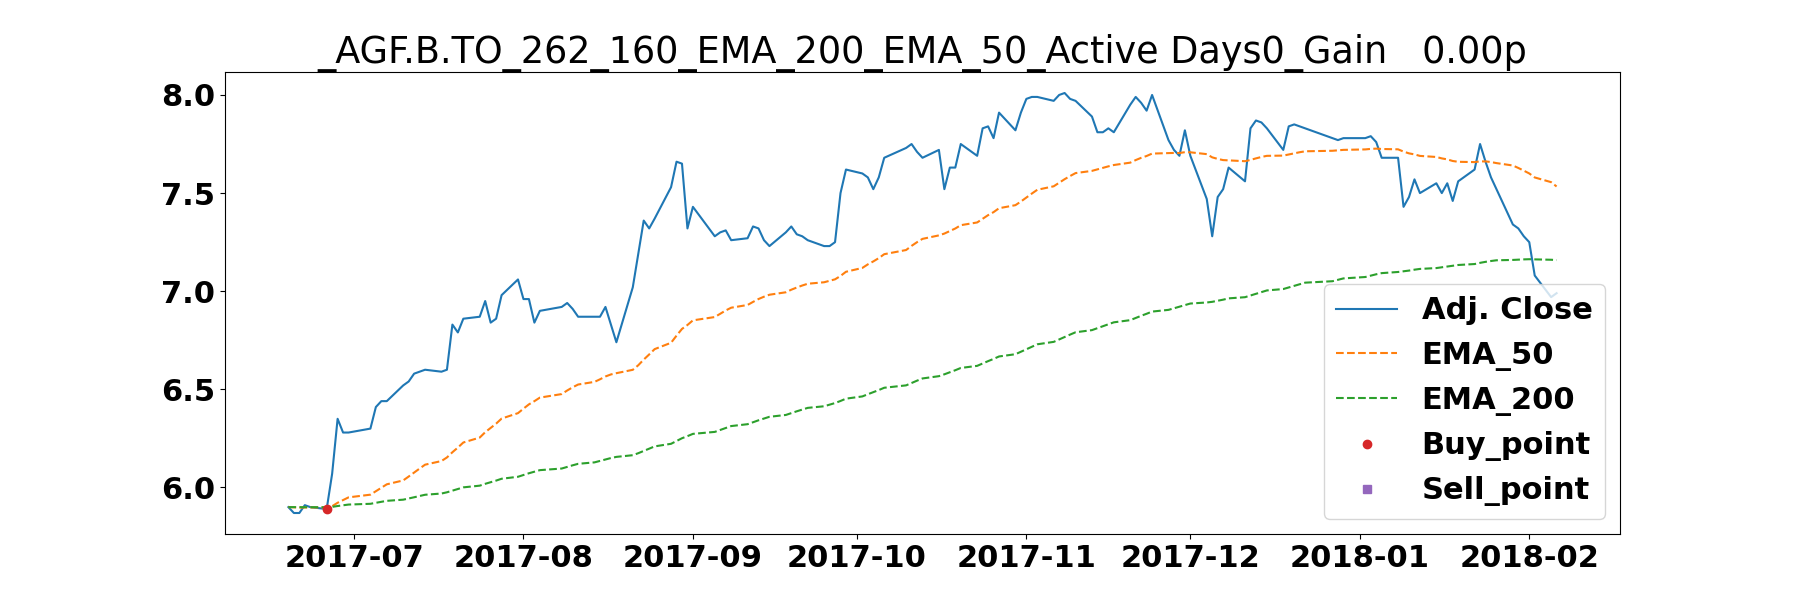 _AGF.B.TO_262_160_EMA_200_EMA_50_Active Days0_Gain   0.00p
8.0
7.5
7.0
6.5
6.0
Adj. Close
EMA_50
EMA_200
Buy_point
Sell_point
2017-07 2017-08 2017-09 2017-10 2017-11 2017-12 2018-01 2018-02